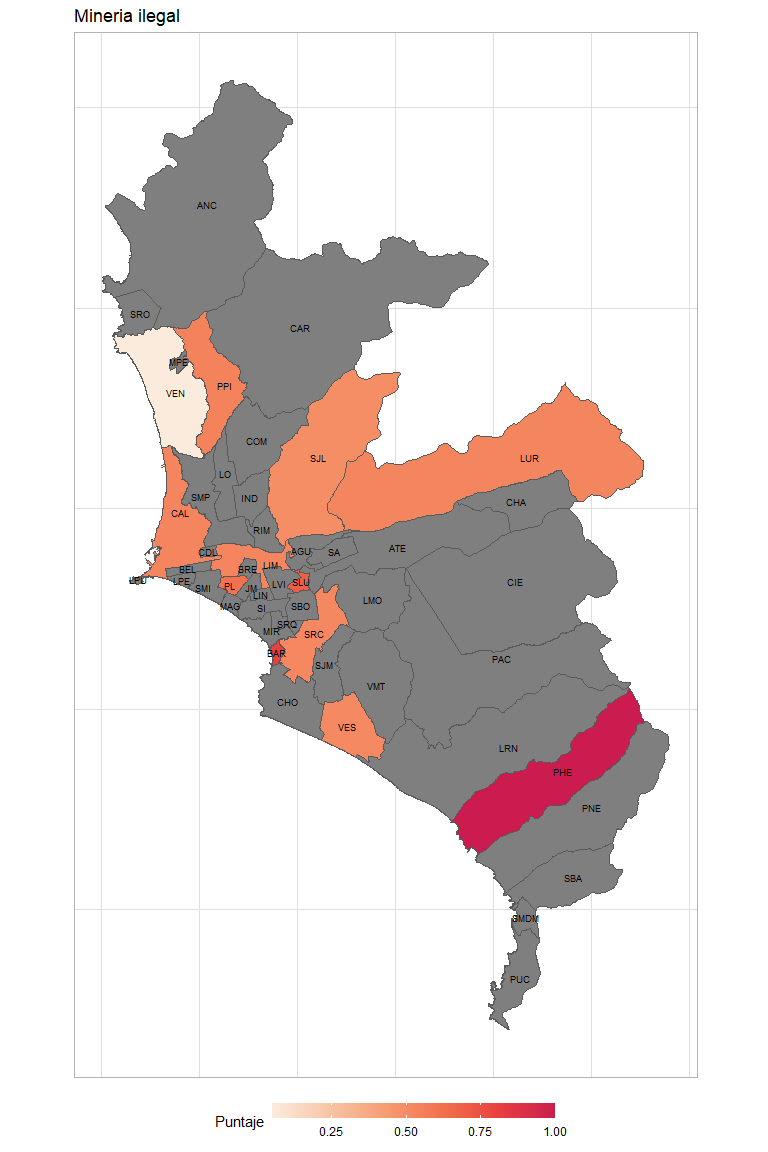 Mineria ilegal
ANC
SRO
CAR
MPE
PPI
VEN
COM
SJL
LUR
LO
SMP
IND
CHA
CAL
RIM
CDL
AGU
SA
ATE
LIM
BEL
BRE
LPE
SMI
PL
JM
LVI
SLU
CIE
LIN
MAG
SI
SBO
LMO
SRQ
MIR
SRC
BAR
PAC
SJM
VMT
CHO
VES
LRN
PHE
PNE
SBA
SMDM
PUC
Puntaje
0.25 0.50 0.75 1.00